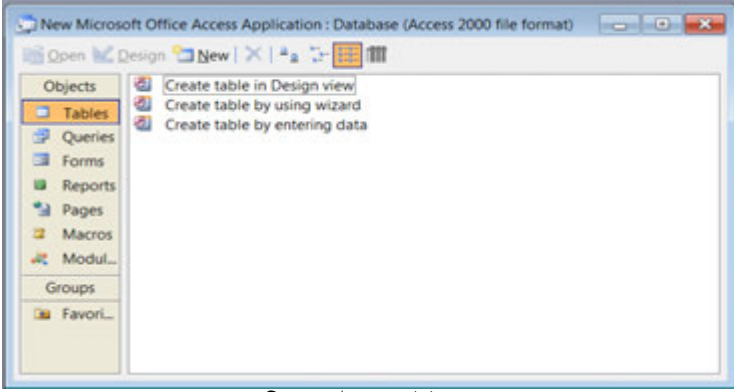 New Microsoft Office Access Application : Database (Access 2000 file format)
Open Design New
Objects
Tables
Queries
Forms
Reports
Pages
Macros
Modul...
Groups
Favori...
Create table in Design view
Create table by using wizard
Create table by entering data